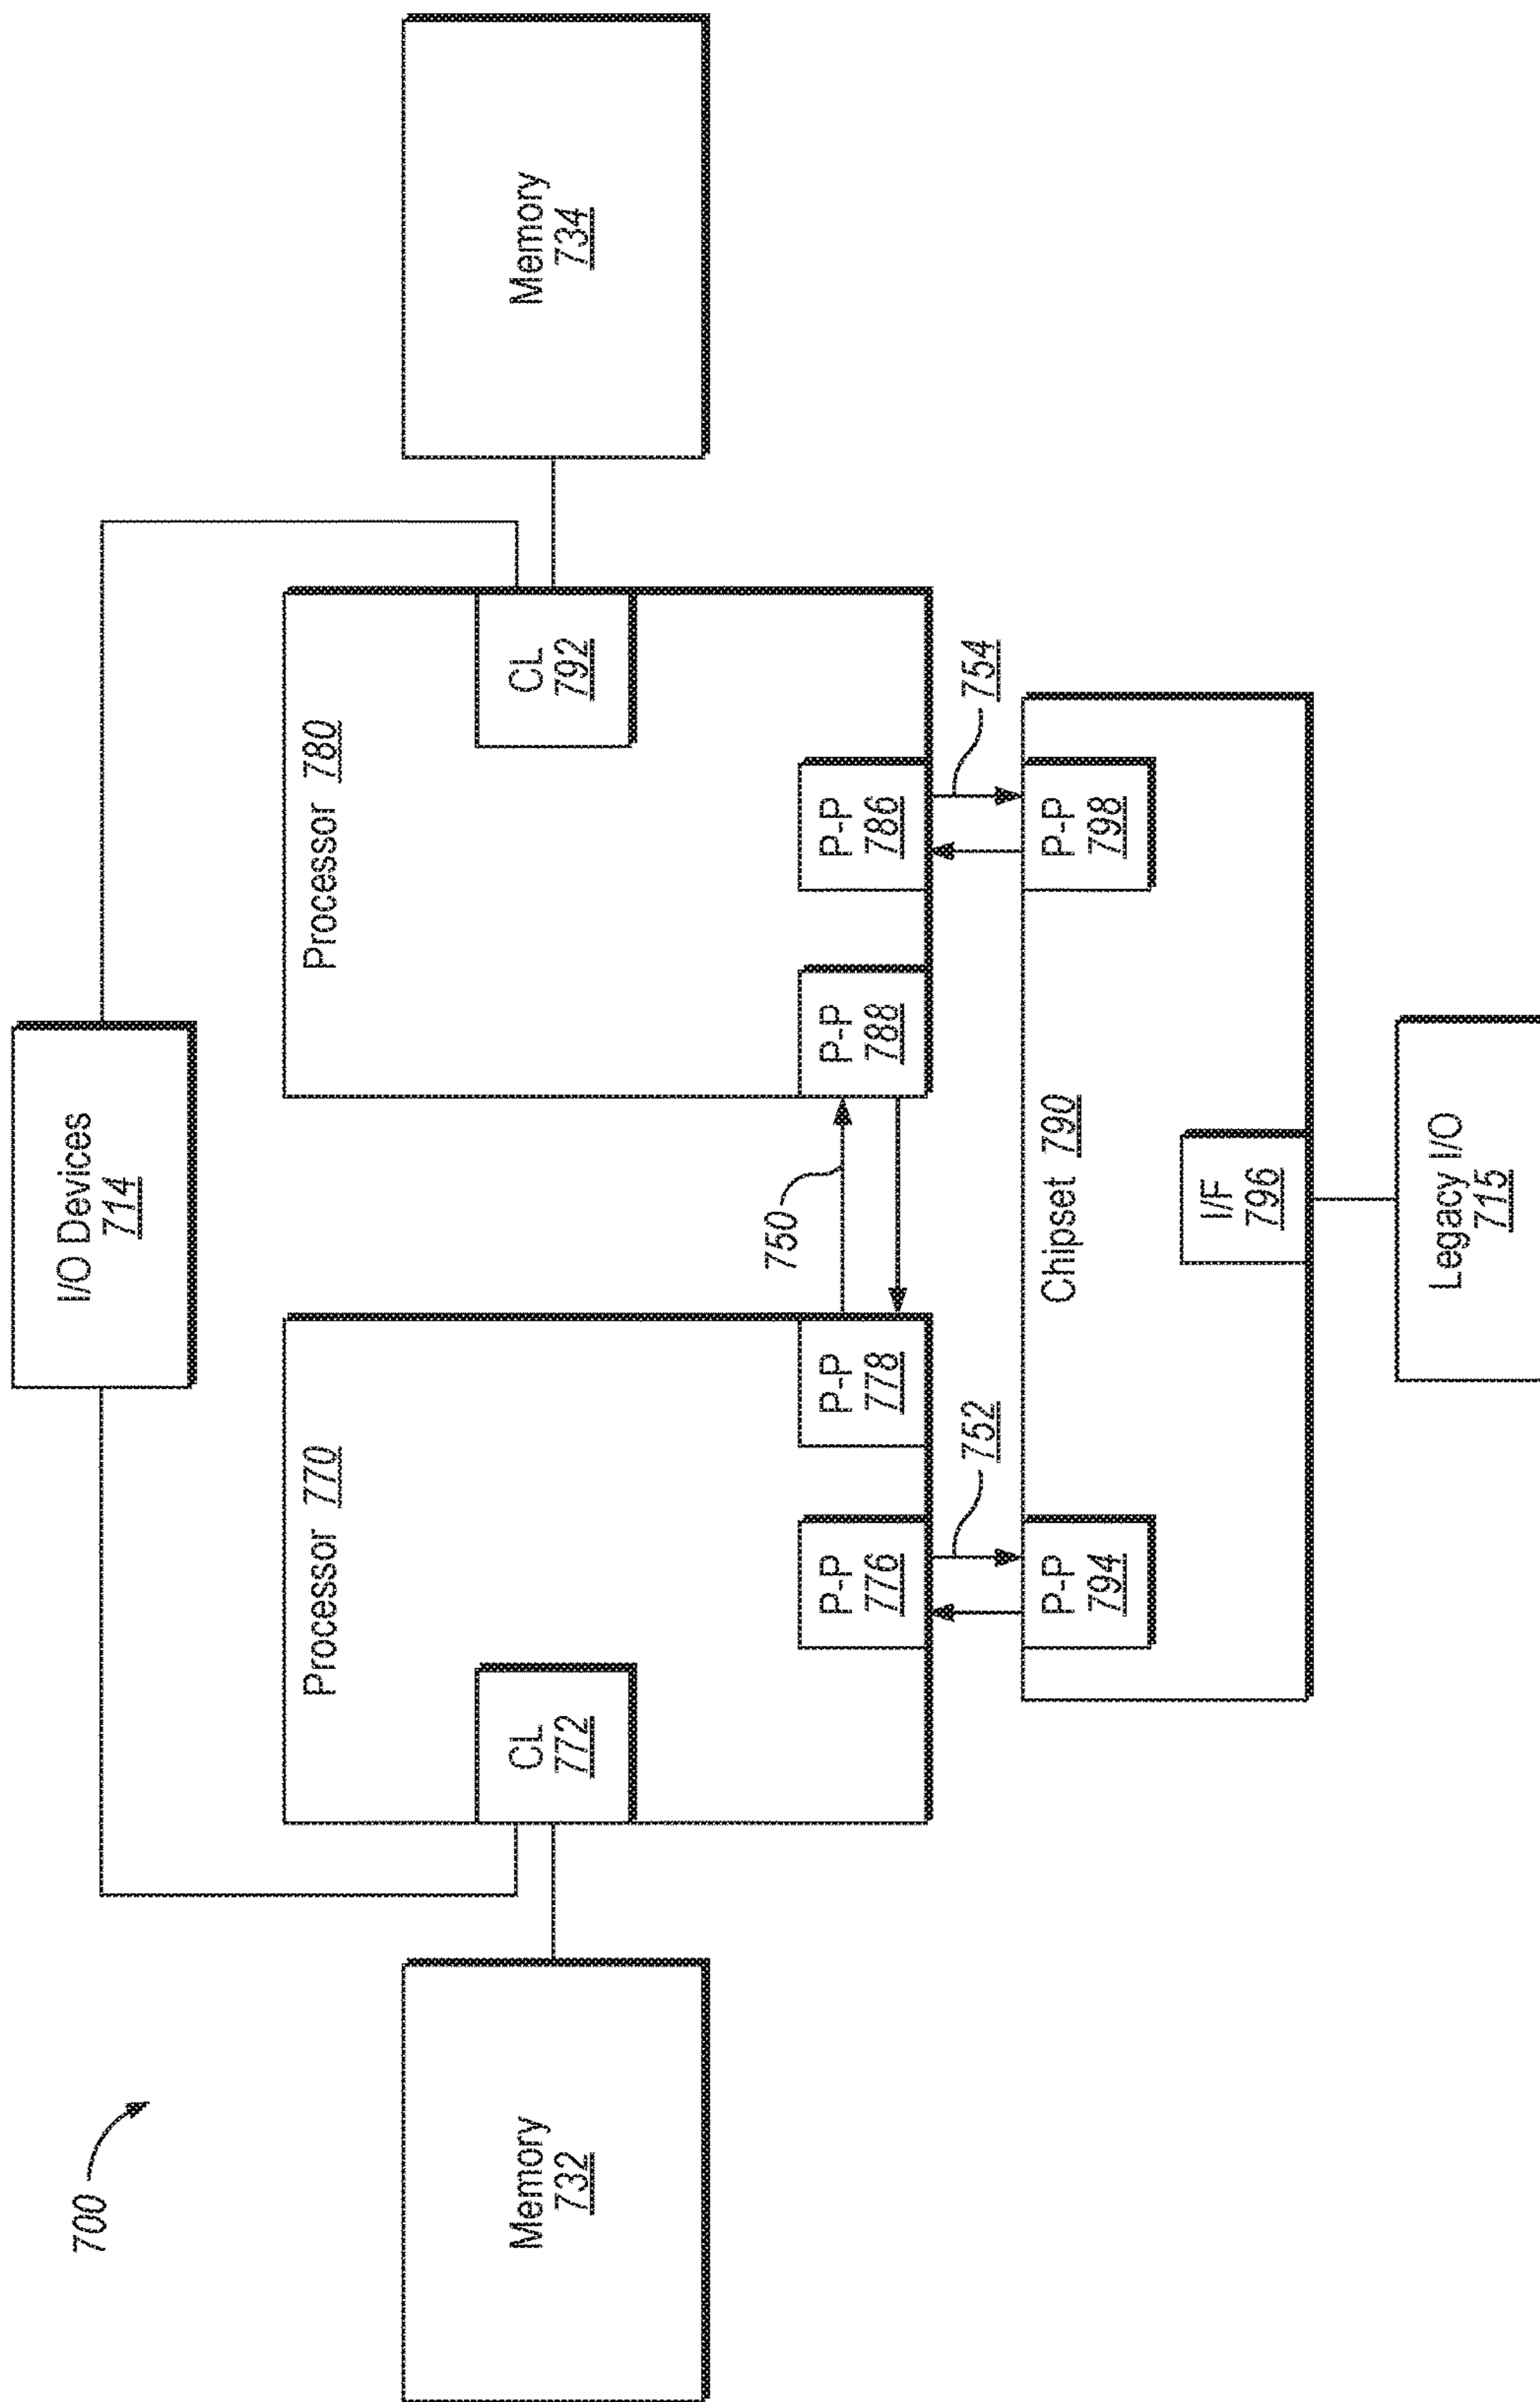 700
I/O Devices
714
Memory
732
Processor 770
CL
772
P-P
776
P-P
778
750
Processor 780
CL
792
P-P
788
P-P
786
Memory
734
752
754
Chipset 790
P-P
794
P-P
798
I/F
796
Legacy I/O
715